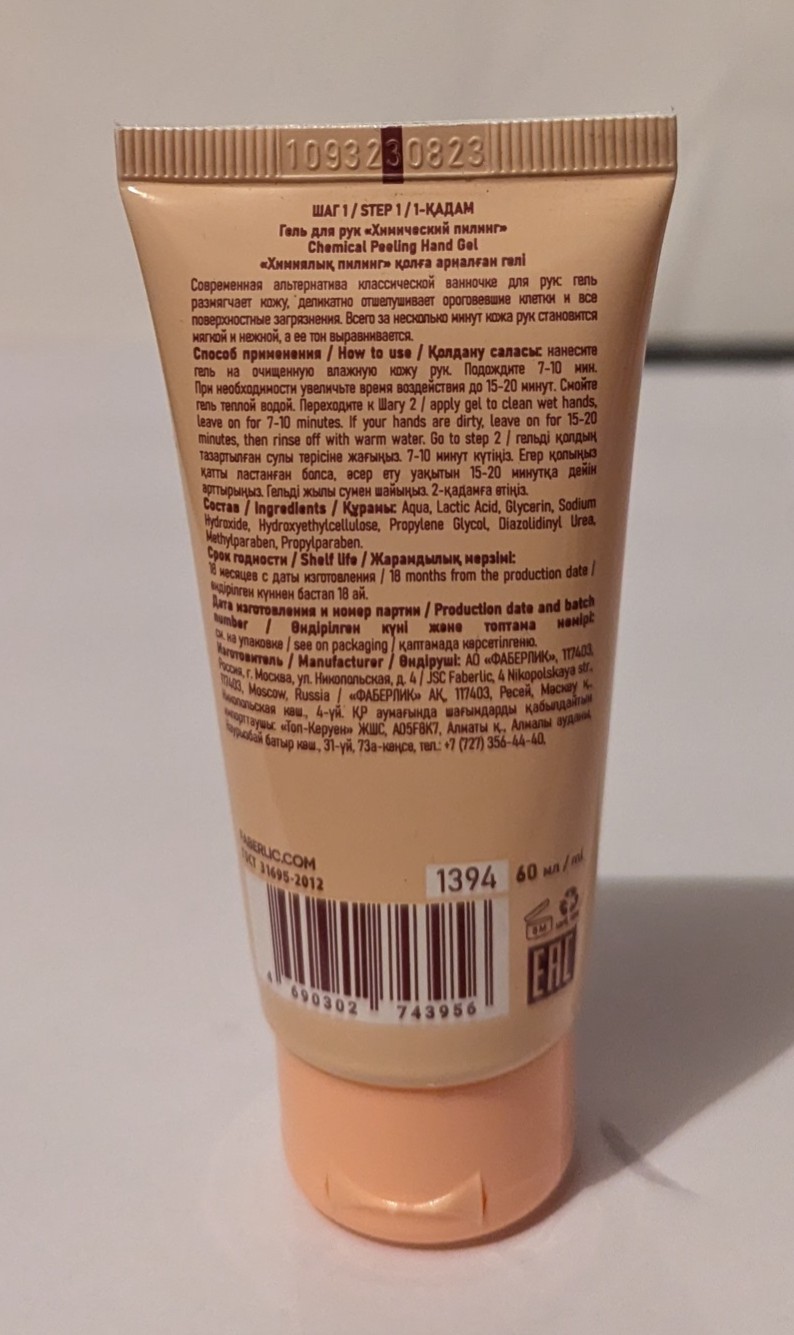 1093230823
ШАГ 1 / STEP 1 / 1-ҚАДАМ
Гель для рук «Химический пилинг»
Chemical Peeling Hand Gel
«Химиялық пилинг» қолға арналған гелі
Современная альтернатива классической ванночке для рук: гель
размягчает кожу, деликатно отшелушивает ороговевшие клетки и все
поверхностные загрязнения. Всего за несколько минут кожа рук становится
мягкой и нежной, а ее тон выравнивается.
Способ применения / How to use / Қолдану саласы: нанесите
гель на очищенную влажную кожу рук. Подождите 7-10 мин.
При необходимости увеличьте время воздействия до 15-20 минут. Смойте
гель теплой водой. Переходите к Шагу 2 / apply gel to clean wet hands,
leave on for 7-10 minutes. If your hands are dirty, leave on for 15-20
minutes, then rinse off with warm water. Go to step 2 / гельді қолдың
тазартылған сулы терісіне жағыңыз. 7-10 минут күтіңіз. Егер қолыңыз
қатты ластанған болса, әсер ету уақытын 15-20 минутқа дейін
арттырыңыз. Гельді жылы сумен шайыңыз. 2-қадамға өтіңіз.
Состав / Ingredients / Құрамы: Aqua, Lactic Acid, Glycerin, Sodium
Hydroxide, Hydroxyethylcellulose, Propylene Glycol, Diazolidinyl Urea,
Methylparaben, Propylparaben.
Срок годности / Shelf life / Жарамдылық мерзімі:
18 месяцев с даты изготовления / 18 months from the production date /
өндірілген күннен бастап 18 ай.
Дата изготовления и номер партии / Production date and batch
number / Өндірілген күні және топтама нөмірі:
см. на упаковке / see on packaging / қаптамада көрсетілгеню.
Изготовитель / Manufacturer / Өндіруші: АО «ФАБЕРЛИК», 117403,
Россия, г. Москва, ул. Никопольская, д. 4 / JSC Faberlic, 4 Nikopolskaya str.,
117403, Moscow, Russia / «ФАБЕРЛИК» АҚ, 117403, Ресей, Мәскеу қ.,
Никопольская көш., 4-үй. ҚР аумағында шағымдарды қабылдайтын
импорттаушы: «Топ-Керуен» ЖШС, A05F8K7, Алматы қ., Алмалы ауданы,
батыр көш., 31-үй, 73а-кеңсе, тел.: +7 (727) 356-44-40.
FABERLIC.COM
ГОСТ 31695-2012
1394
60 мл / ml
4 690302 743956
EAC